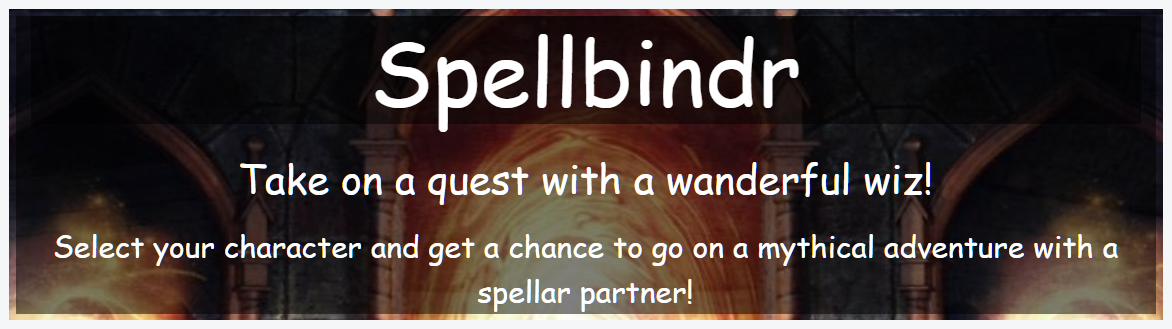 Spellbindr
Take on a quest with a wanderful wiz!
Select your character and get a chance to go on a mythical adventure with a
spellar partner!